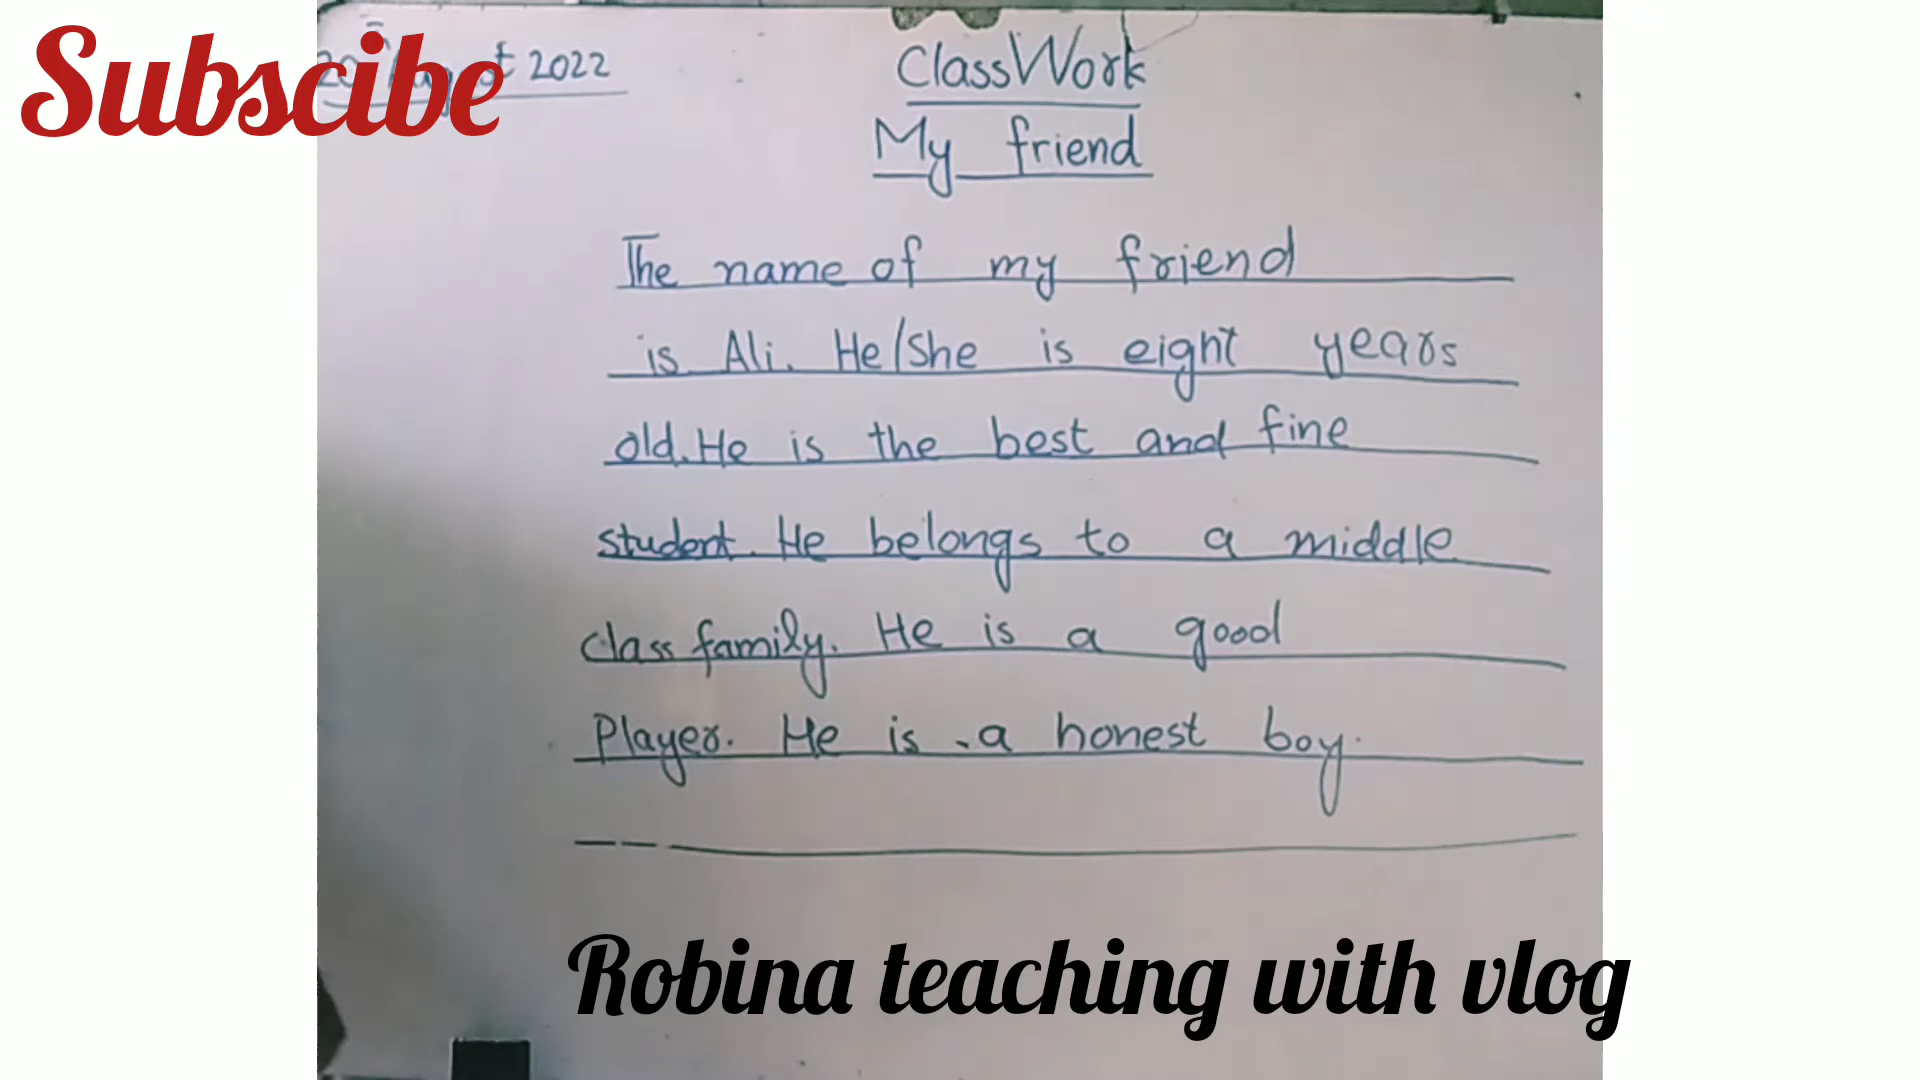 Subscibe
2022
ClassWork
My friend
The name of my friend
is Ali. He/She is eight years
old. He is the best and fine
student. He belongs to a middle
class family. He is a good
Player. He is a honest boy.
Robina teaching with vlog